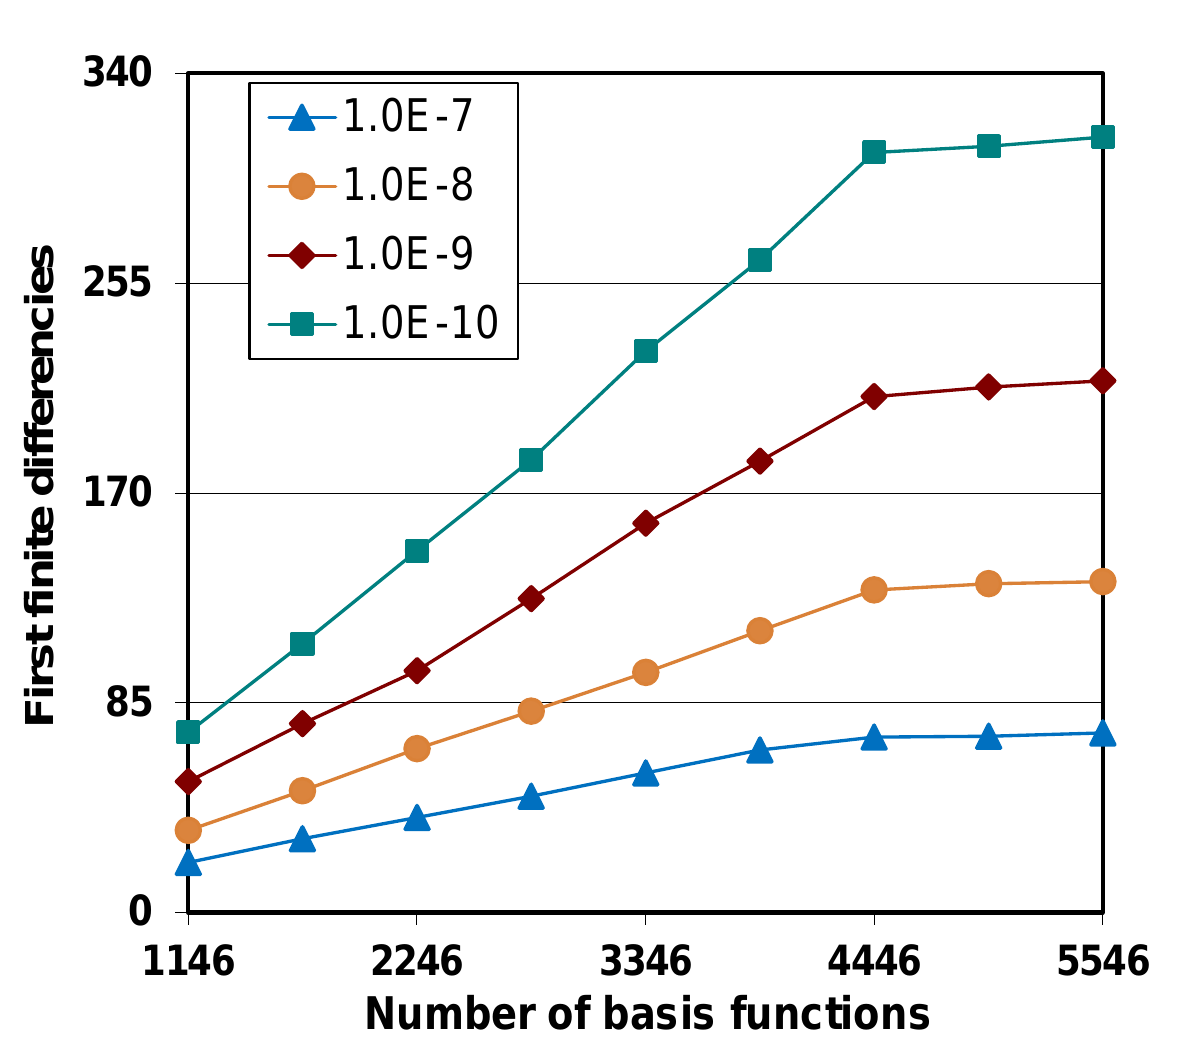 340
255
170
85
0
First finite differencies
1.0E-7
1.0E-8
1.0E-9
1.0E-10
1146 2246 3346 4446 5546
Number of basis functions